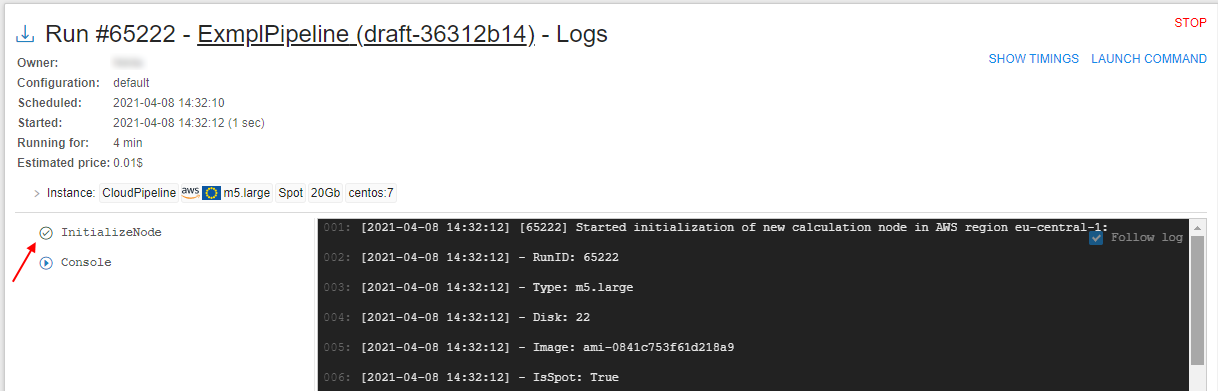 STOP
Run #65222 - ExmplPipeline (draft-36312b14) - Logs
SHOW TIMINGS LAUNCH COMMAND
Owner:
Configuration: default
Scheduled: 2021-04-08 14:32:10
Started: 2021-04-08 14:32:12 (1 sec)
Running for: 4 min
Estimated price: 0.01$
Instance: CloudPipeline aws m5.large Spot 20Gb centos:7
InitializeNode
Console
001: [2021-04-08 14:32:12] [65222] Started initialization of new calculation node in AWS region eu-central-1:
Follow log
002: [2021-04-08 14:32:12] - RunID: 65222
003: [2021-04-08 14:32:12] - Type: m5.large
004: [2021-04-08 14:32:12] - Disk: 22
005: [2021-04-08 14:32:12] - Image: ami-0841c753f61d218a9
006: [2021-04-08 14:32:12] - IsSpot: True